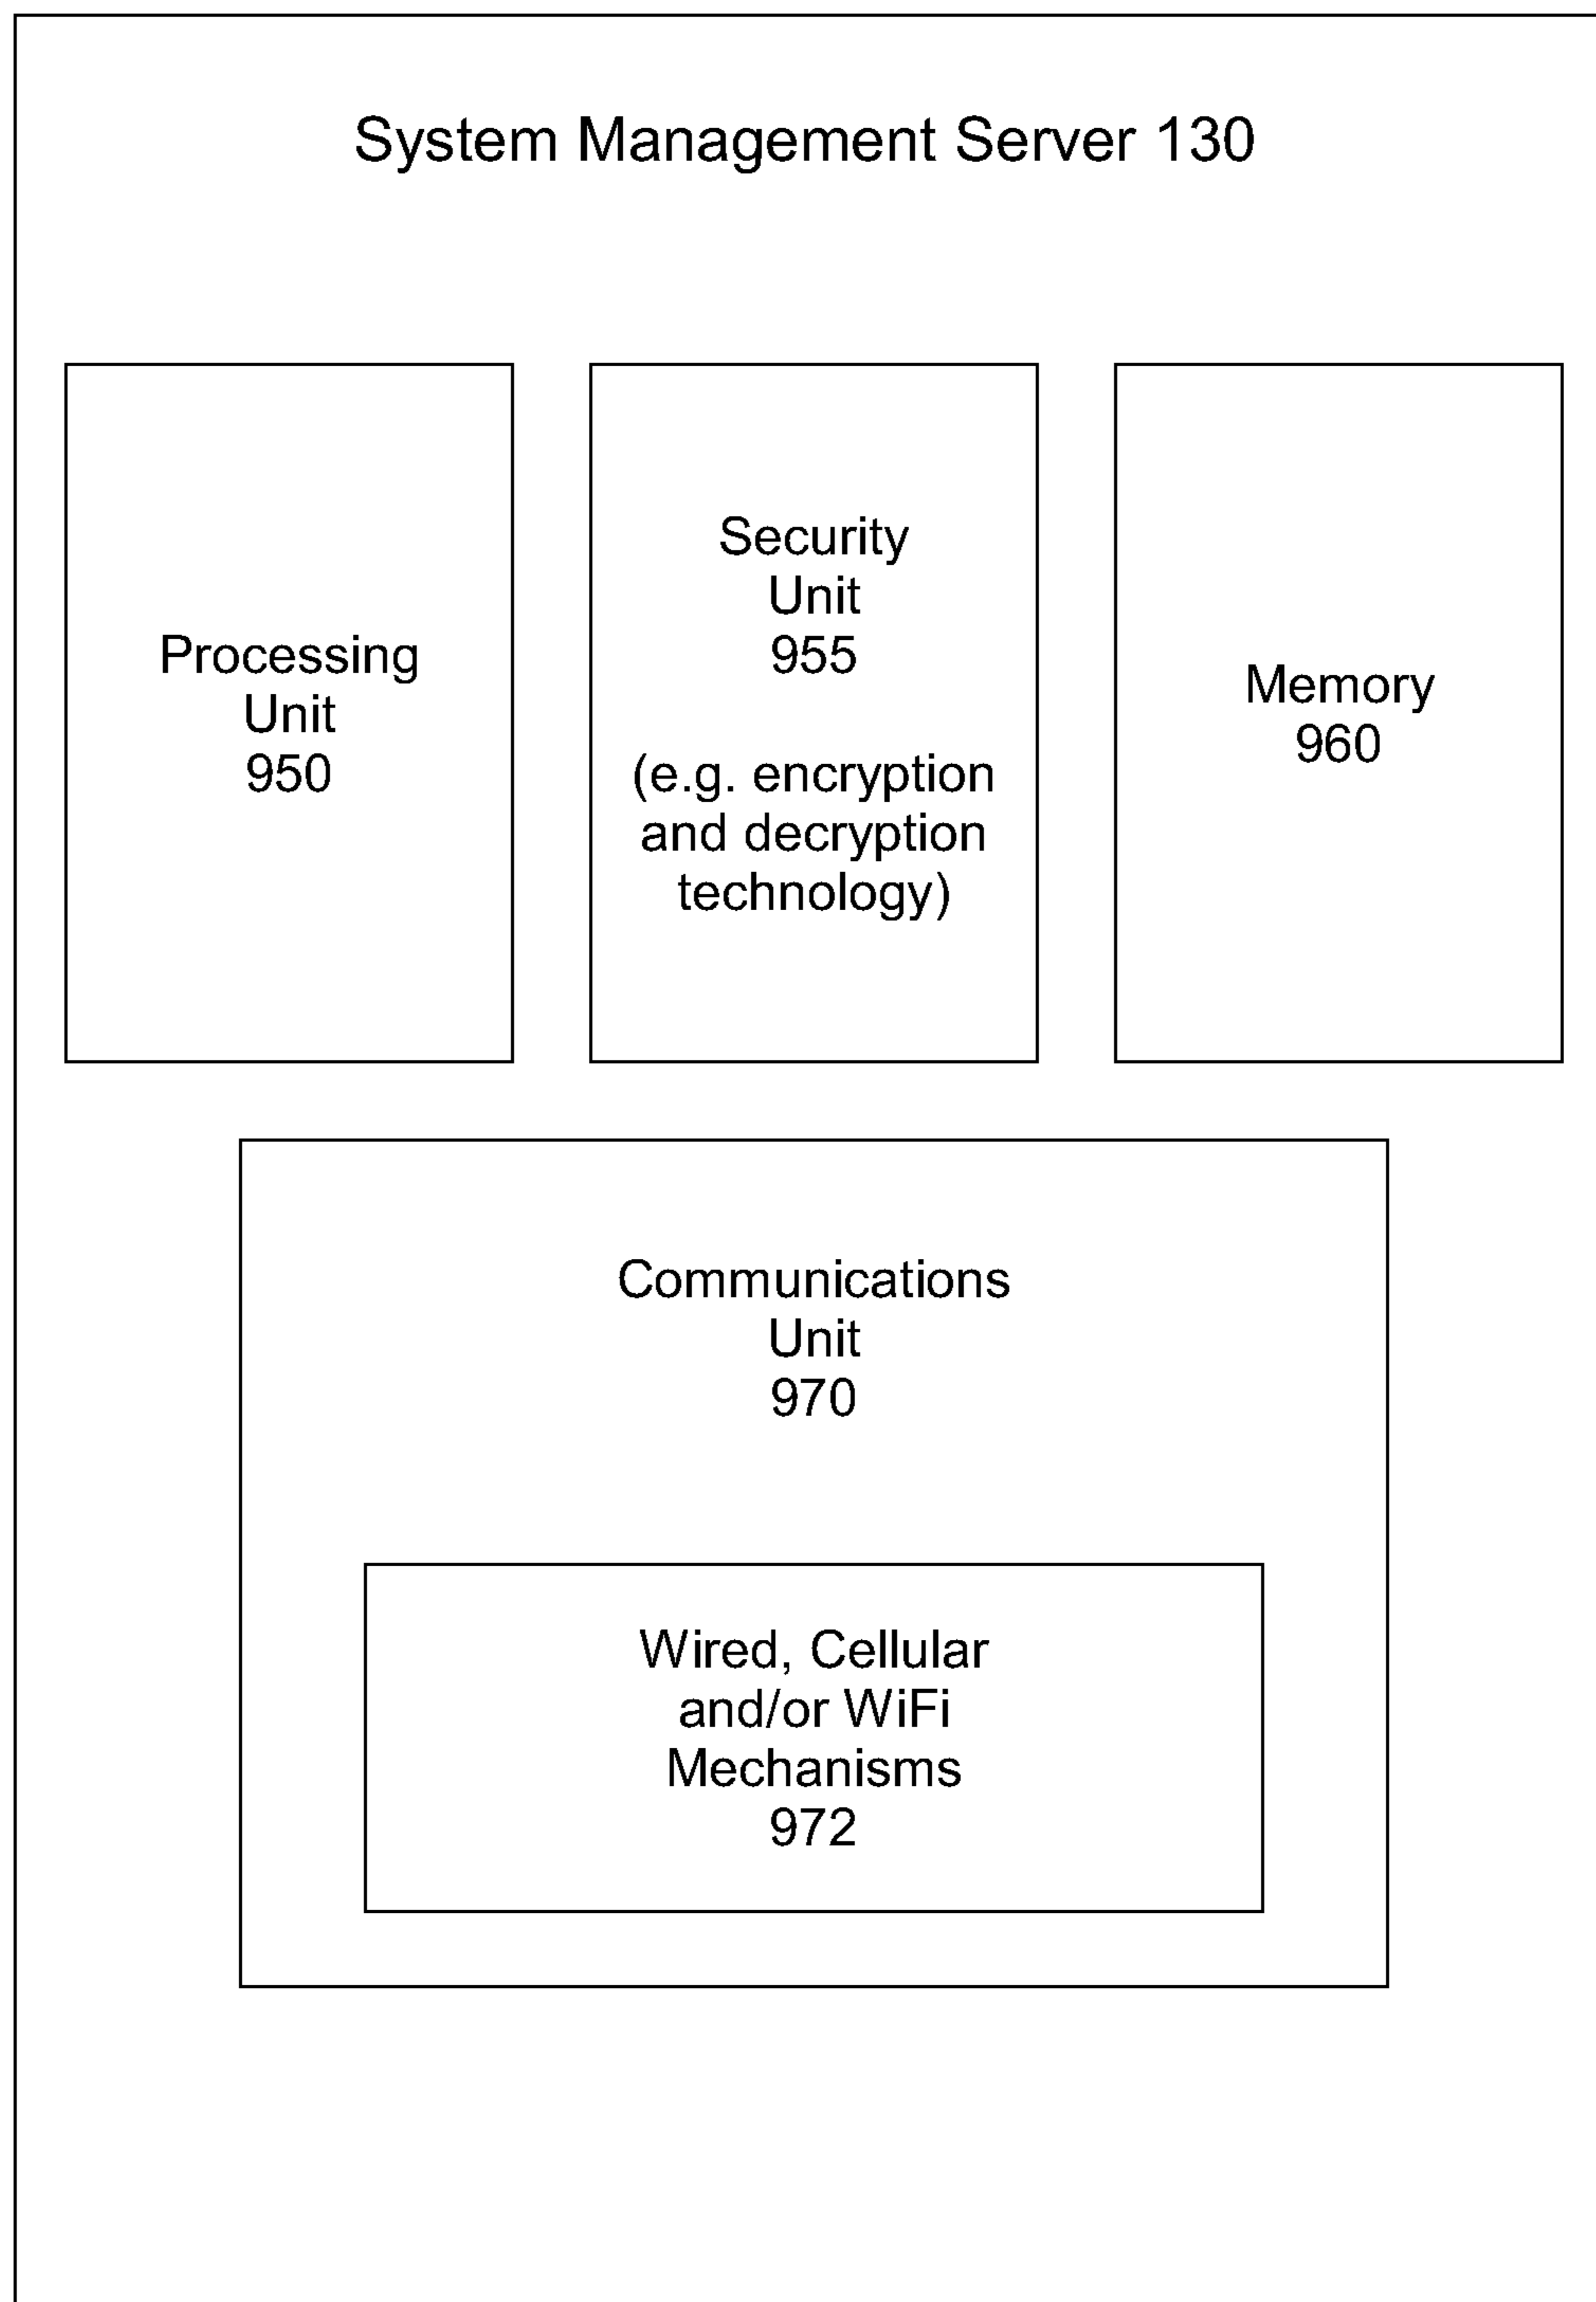 System Management Server 130
Processing
Unit
950
Security
Unit
955
(e.g. encryption
and decryption
technology)
Memory
960
Communications
Unit
970
Wired, Cellular
and/or WiFi
Mechanisms
972